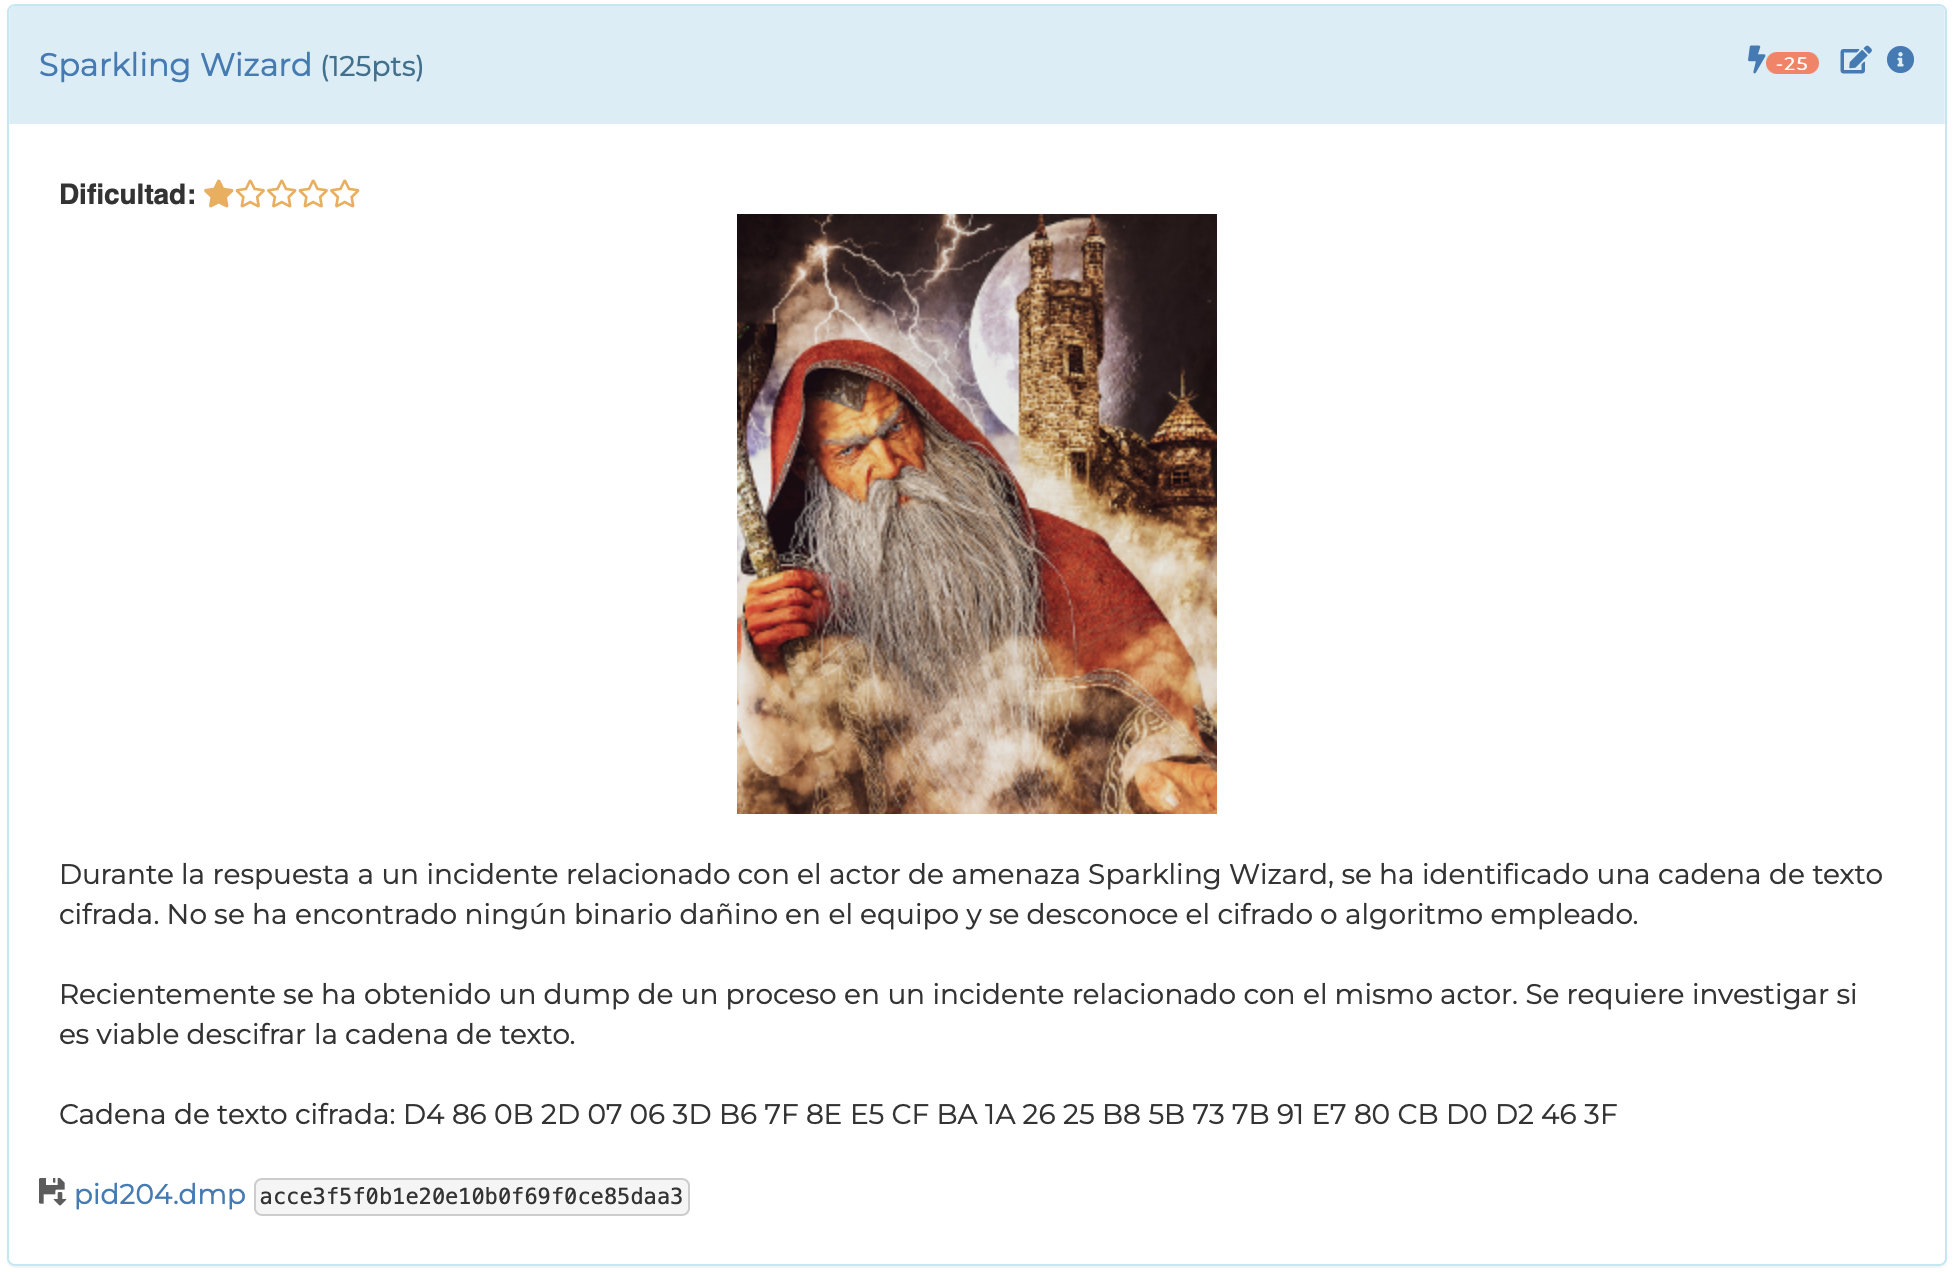 Sparkling Wizard (125pts)
-25
Dificultad:
Durante la respuesta a un incidente relacionado con el actor de amenaza Sparkling Wizard, se ha identificado una cadena de texto
cifrada. No se ha encontrado ningún binario dañino en el equipo y se desconoce el cifrado o algoritmo empleado.
Recientemente se ha obtenido un dump de un proceso en un incidente relacionado con el mismo actor. Se requiere investigar si
es viable descifrar la cadena de texto.
Cadena de texto cifrada: D4 86 0B 2D 07 06 3D B6 7F 8E E5 CF BA 1A 26 25 B8 5B 73 7B 91 E7 80 CB D0 D2 46 3F
pid204.dmp acce3f5f0b1e20e10b0f69f0ce85daa3